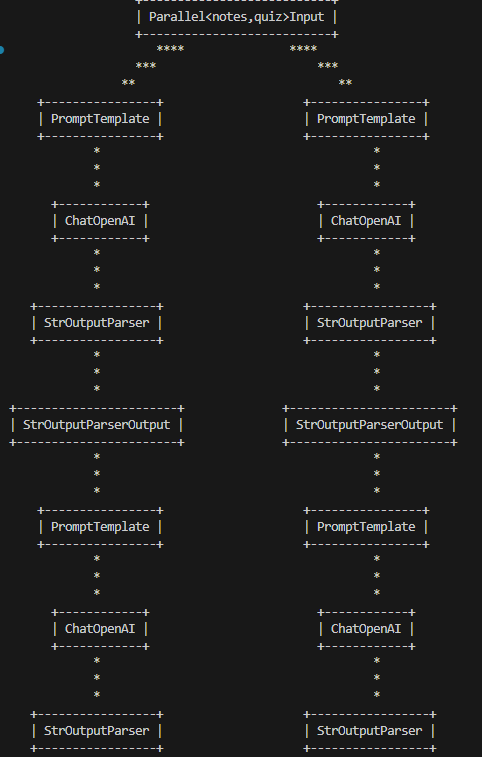 Parallel<notes,quiz>Input
PromptTemplate PromptTemplate
ChatOpenAI ChatOpenAI
StrOutputParser StrOutputParser
StrOutputParserOutput StrOutputParserOutput
PromptTemplate PromptTemplate
ChatOpenAI ChatOpenAI
StrOutputParser StrOutputParser